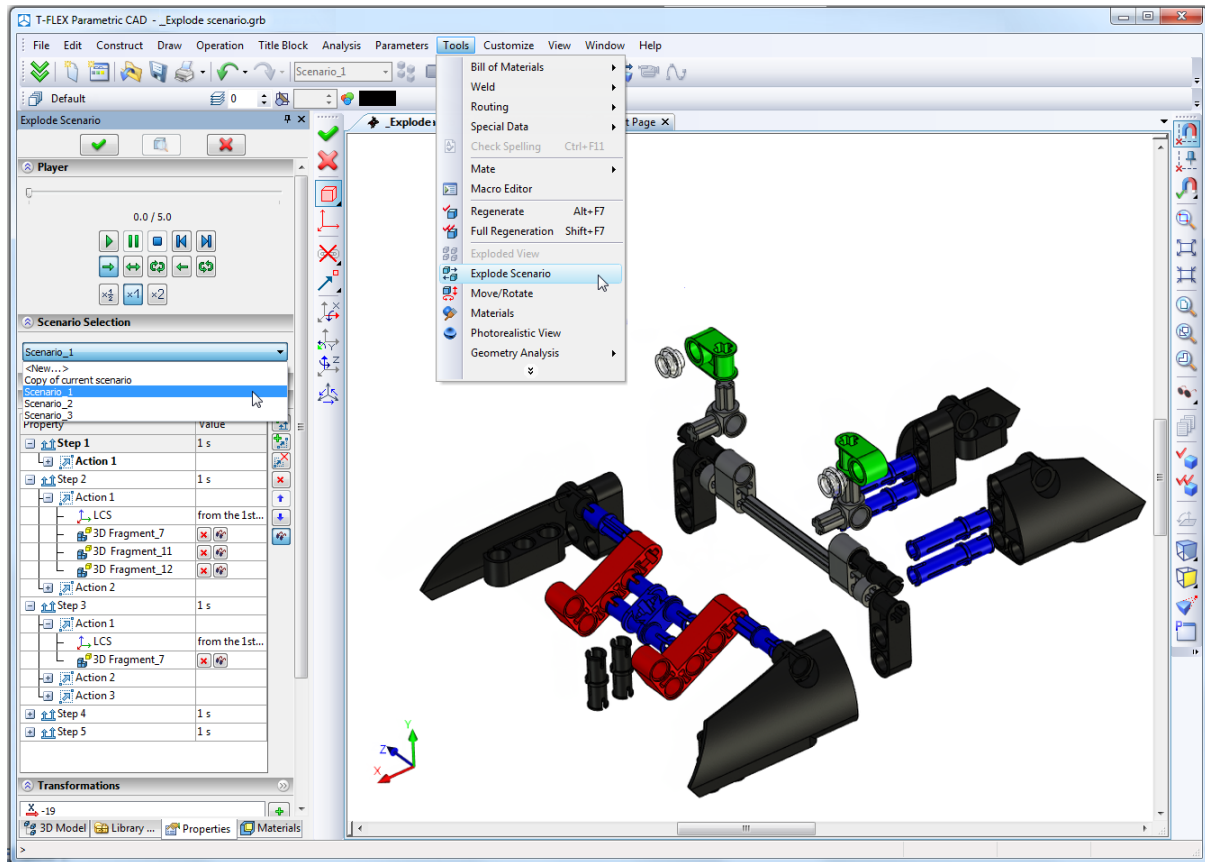 T-FLEX Parametric CAD - _Explode scenario.grb
File Edit Construct Draw Operation Title Block Analysis Parameters Tools Customize View Window Help
Scenario_1
Default 0
Explode Scenario
_Explode
t Page X
Player
0.0 / 5.0
x½ x1 x2
Scenario Selection
Scenario_1
<New...>
Copy of current scenario
Scenario_1
Scenario_2
Scenario_3
Property Value
Step 1 1 s
Action 1
Step 2 1 s
Action 1
LCS from the 1st...
3D Fragment_7
3D Fragment_11
3D Fragment_12
Action 2
Step 3 1 s
Action 1
LCS from the 1st...
3D Fragment_7
Action 2
Action 3
Step 4 1 s
Step 5 1 s
Transformations
X -19
3D Model Library ... Properties Materials
>
Bill of Materials
Weld
Routing
Special Data
Check Spelling Ctrl+F11
Mate
Macro Editor
Regenerate Alt+F7
Full Regeneration Shift+F7
Exploded View
Explode Scenario
Move/Rotate
Materials
Photorealistic View
Geometry Analysis
Y
Z
X